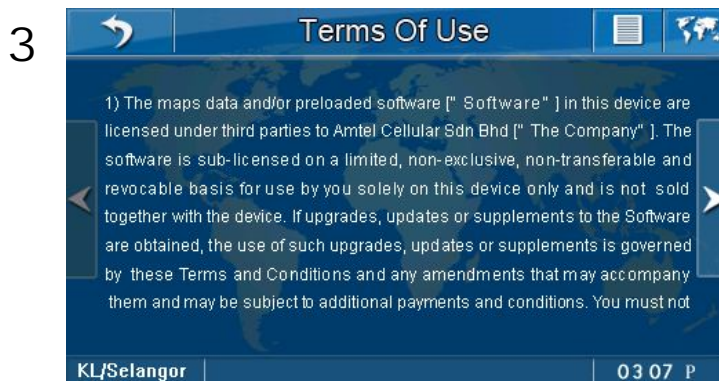 3
Terms Of Use
1) The maps data and/or preloaded software [" Software" ] in this device are
licensed under third parties to Amtel Cellular Sdn Bhd [" The Company" ]. The
software is sub-licensed on a limited, non-exclusive, non-transferable and
revocable basis for use by you solely on this device only and is not sold
together with the device. If upgrades, updates or supplements to the Software
are obtained, the use of such upgrades, updates or supplements is governed
by these Terms and Conditions and any amendments that may accompany
them and may be subject to additional payments and conditions. You must not
KL/Selangor
03 07 P